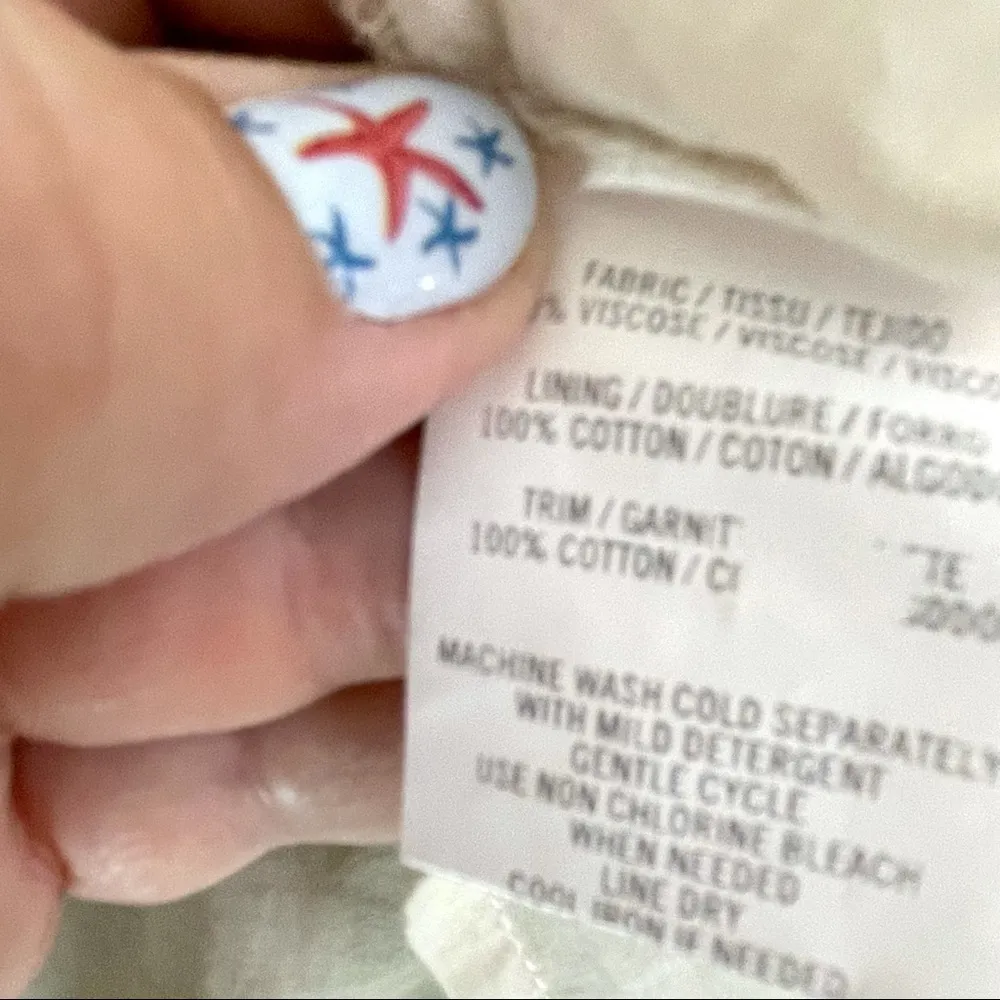 FABRIC / TISSU / TEJIDO
% VISCOSE / VISCOSE / VISCO
LINING / DOUBLURE / FORRO
100% COTTON / COTON / ALGOD
TRIM / GARNIT
100% COTTON / C
MACHINE WASH COLD SEPARATELY
WITH MILD DETERGENT
GENTLE CYCLE
USE NON CHLORINE BLEACH
WHEN NEEDED
LINE DRY
COOL IRON IF NEEDED